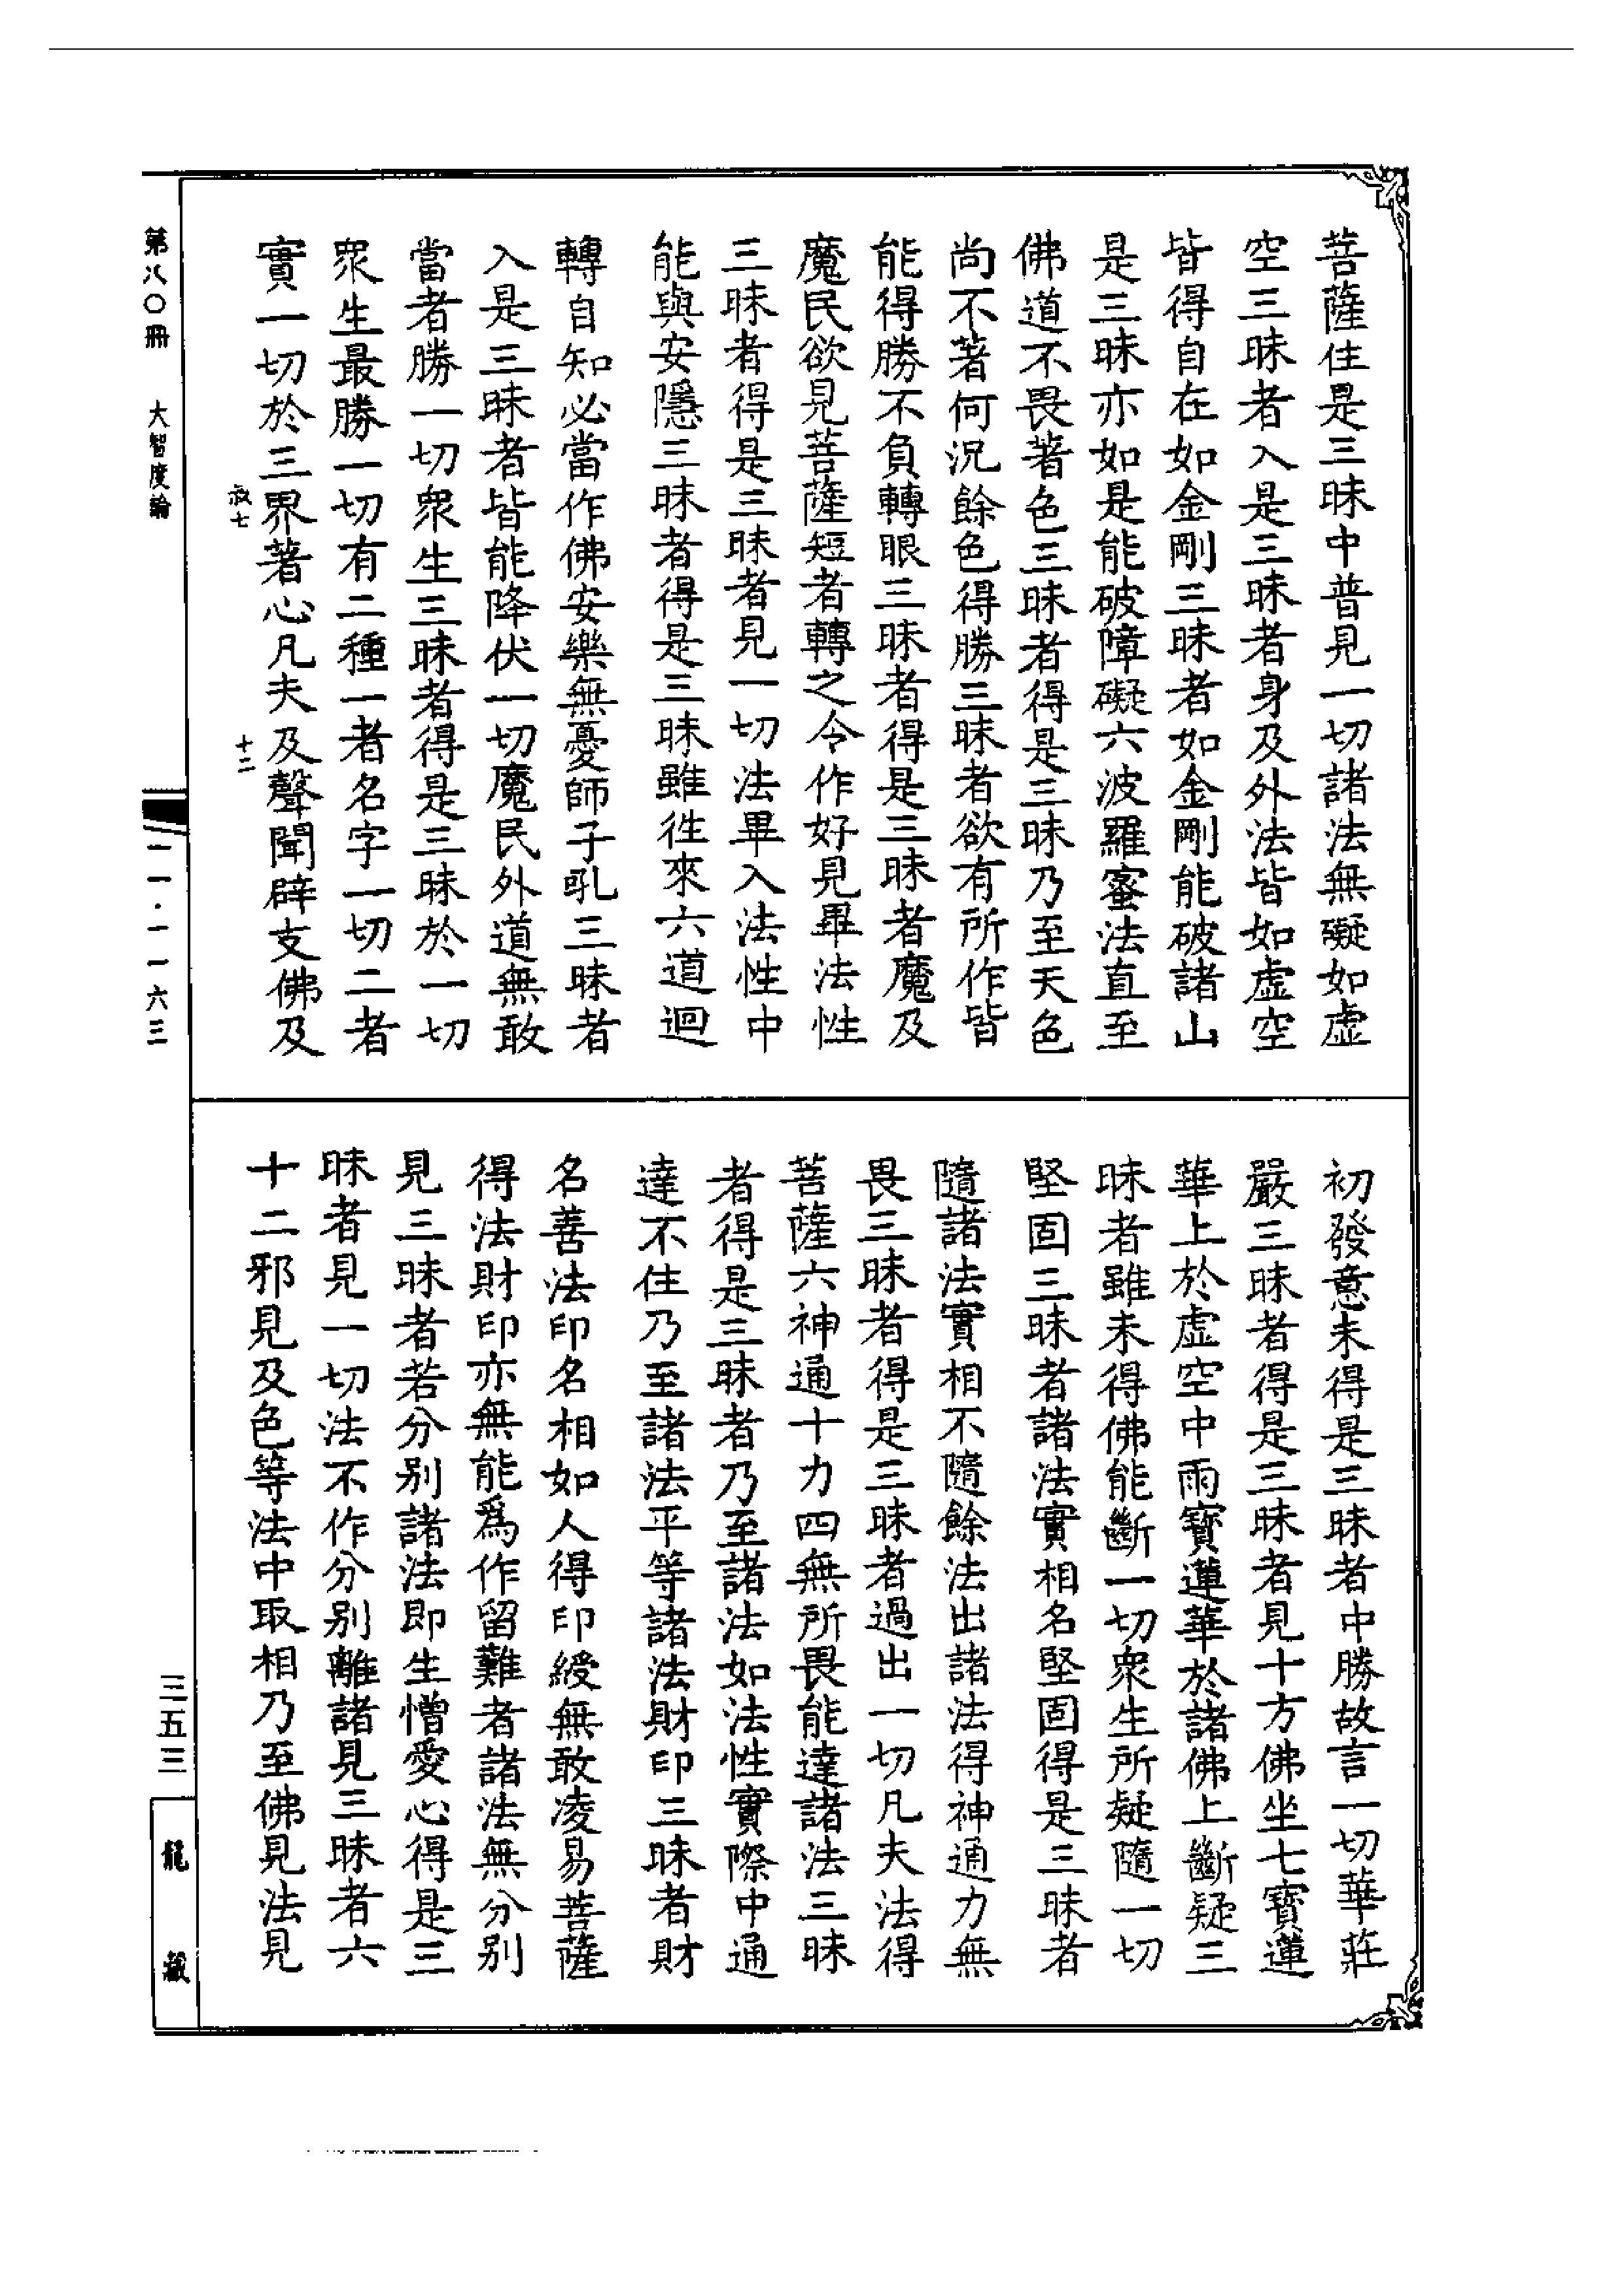 菩薩住是三昧中普見一切諸法無礙如虛
空三昧者入是三昧者身及外法皆如虛空
皆得自在如金剛三昧者如金剛能破諸山
是三昧亦如是能破障礙六波羅蜜法直至
佛道不畏著色三昧者得是三昧乃至天色
尚不著何況餘色得勝三昧者欲有所作皆
能得勝不負轉眼三昧者得是三昧者魔及
魔民欲見菩薩短者轉之令作好見畢法性
三昧者得是三昧者見一切法畢入法性中
能與安隱三昧者得是三昧雖往來六道迴
轉自知必當作佛安樂無憂師子吼三昧者
入是三昧者皆能降伏一切魔民外道無敢
當者勝一切衆生三昧者得是三昧於一切
衆生最勝一切有二種一者名字一切二者
實一切於三界著心凡夫及聲聞辟支佛及
初發意未得是三昧者中勝故言一切華莊
嚴三昧者得是三昧者見十方佛坐七寶蓮
華上於虛空中雨寶蓮華於諸佛上斷疑三
昧者雖未得佛能斷一切衆生所疑隨一切
堅固三昧者諸法實相名堅固得是三昧者
隨諸法實相不隨餘法出諸法得神通力無
畏三昧者得是三昧者過出一切凡夫法得
菩薩六神通十力四無所畏能達諸法三昧
者得是三昧者乃至諸法如法性實際中通
達不住乃至諸法平等諸法財印三昧者財
名善法印名相如人得印綬無敢凌易菩薩
得法財印亦無能爲作留難者諸法無分別
見三昧者若分別諸法即生憎愛心得是三
昧者見一切法不作分別離諸見三昧者六
十二邪見及色等法中取相乃至佛見法見
第八〇冊 大智度論
叔七 十二
一一·一一六三
三五三
龍藏